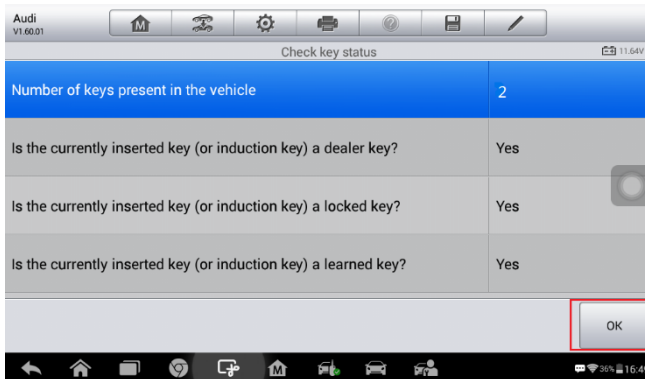 Audi
V1.60.01
Check key status
11.64V
Number of keys present in the vehicle 2
Is the currently inserted key (or induction key) a dealer key? Yes
Is the currently inserted key (or induction key) a locked key? Yes
Is the currently inserted key (or induction key) a learned key? Yes
OK
36% 16:49